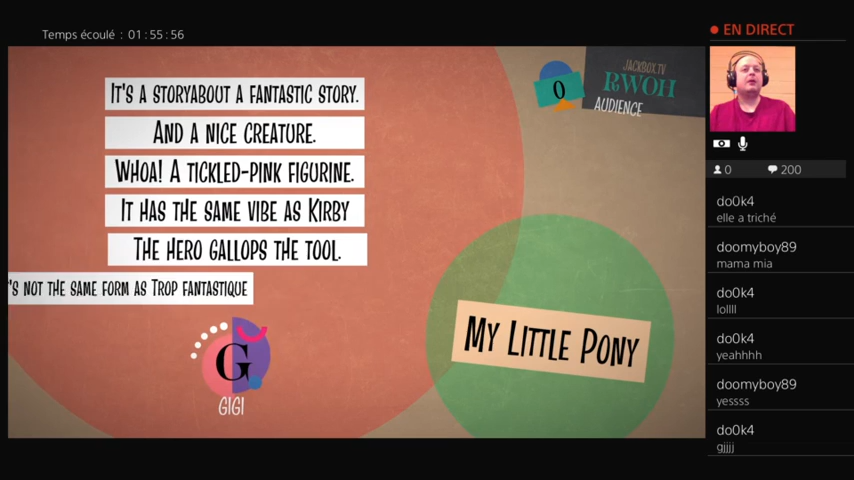 Temps écoulé : 01:55:56
EN DIRECT
IT'S A STORYABOUT A FANTASTIC STORY.
AND A NICE CREATURE.
WHOA! A TICKLED-PINK FIGURINE.
IT HAS THE SAME VIBE AS KIRBY
THE HERO GALLOPS THE TOOL.
'S NOT THE SAME FORM AS TROP FANTASTIQUE
G
GIGI
MY LITTLE PONY
0
JACKBOX.TV
RWOH
AUDIENCE
0
200
do0k4
elle a triché
doomyboy89
mama mia
do0k4
lollll
do0k4
yeahhhh
doomyboy89
yessss
do0k4
gjjjj